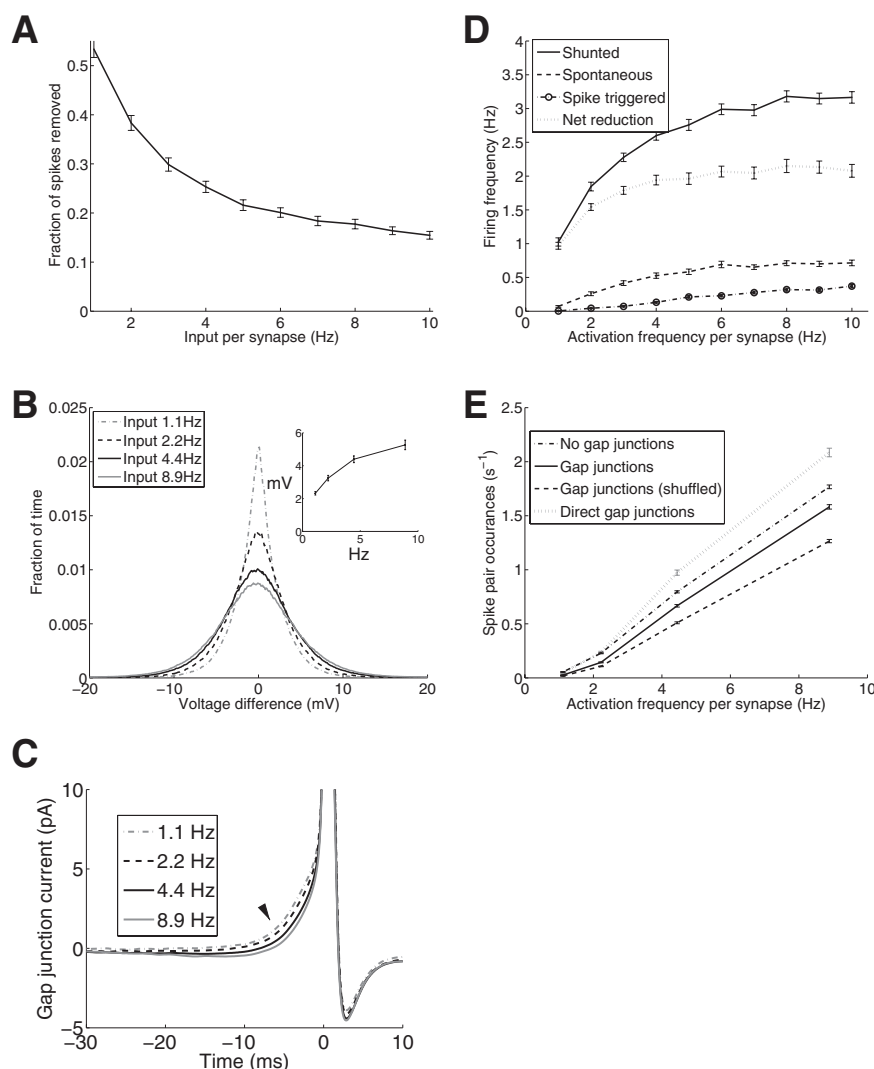 A
0.5
0.4
0.3
0.2
0.1
0
2
4
6
8
10
Fraction of spikes removed
Input per synapse (Hz)
D
Shunted
Spontaneous
Spike triggered
Net reduction
4
3.5
3
2.5
2
1.5
1
0.5
0
0
2
4
6
8
10
Firing frequency (Hz)
Activation frequency per synapse (Hz)
B
Input 1.1Hz
Input 2.2Hz
Input 4.4Hz
Input 8.9Hz
0.025
0.02
0.015
0.01
0.005
0
−20
−10
0
10
20
Fraction of time
Voltage difference (mV)
6
4
2
0
0
5
10
mV
Hz
E
No gap junctions
Gap junctions
Gap junctions (shuffled)
Direct gap junctions
2.5
2
1.5
1
0.5
0
0
2
4
6
8
10
Spike pair occurances (s⁻¹)
Activation frequency per synapse (Hz)
C
1.1 Hz
2.2 Hz
4.4 Hz
8.9 Hz
10
5
0
−5
−30
−20
−10
0
10
Gap junction current (pA)
Time (ms)